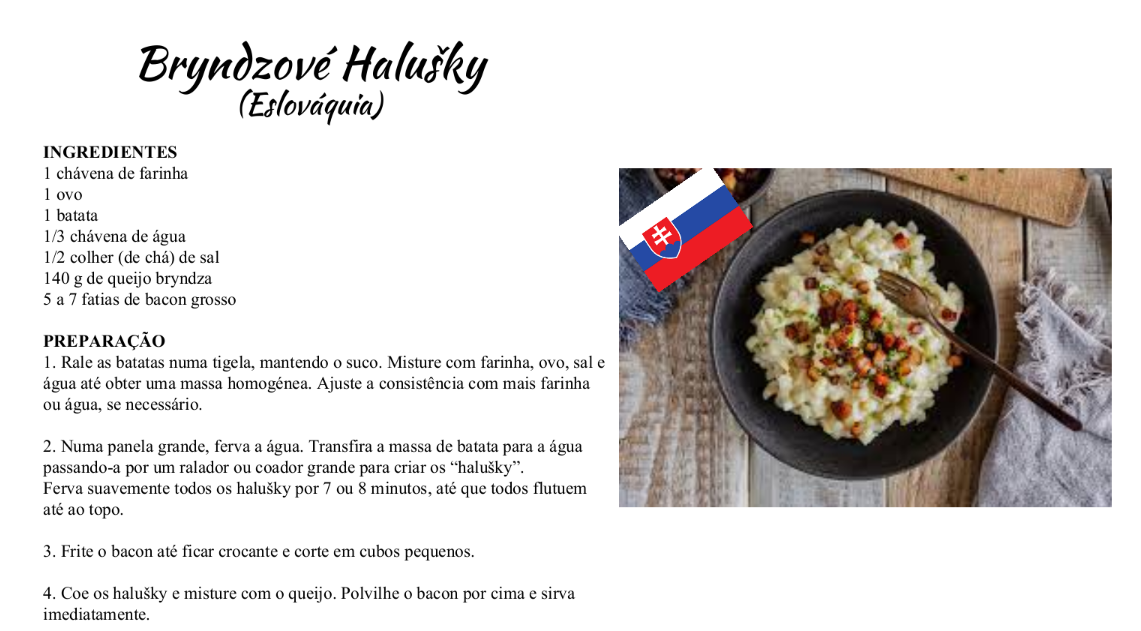 Bryndzové Halušky
(Eslováquia)
INGREDIENTES
1 chávena de farinha
1 ovo
1 batata
1/3 chávena de água
1/2 colher (de chá) de sal
140 g de queijo bryndza
5 a 7 fatias de bacon grosso
PREPARAÇÃO
1. Rale as batatas numa tigela, mantendo o suco. Misture com farinha, ovo, sal e
água até obter uma massa homogénea. Ajuste a consistência com mais farinha
ou água, se necessário.
2. Numa panela grande, ferva a água. Transfira a massa de batata para a água
passando-a por um ralador ou coador grande para criar os “halušky”.
Ferva suavemente todos os halušky por 7 ou 8 minutos, até que todos flutuem
até ao topo.
3. Frite o bacon até ficar crocante e corte em cubos pequenos.
4. Coe os halušky e misture com o queijo. Polvilhe o bacon por cima e sirva
imediatamente.